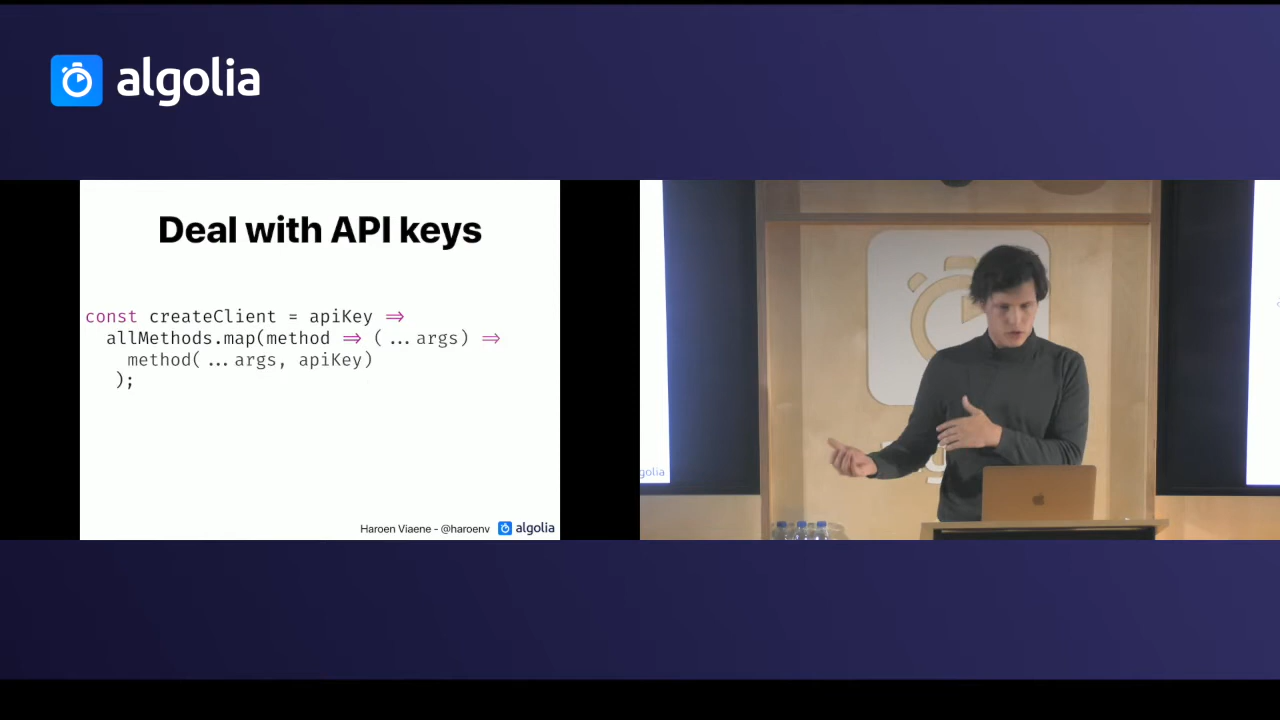 algolia
Deal with API keys
const createClient = apiKey =>
allMethods.map(method => (...args) =>
method(...args, apiKey)
);
Haroen Viaene - @haroenv algolia
golia